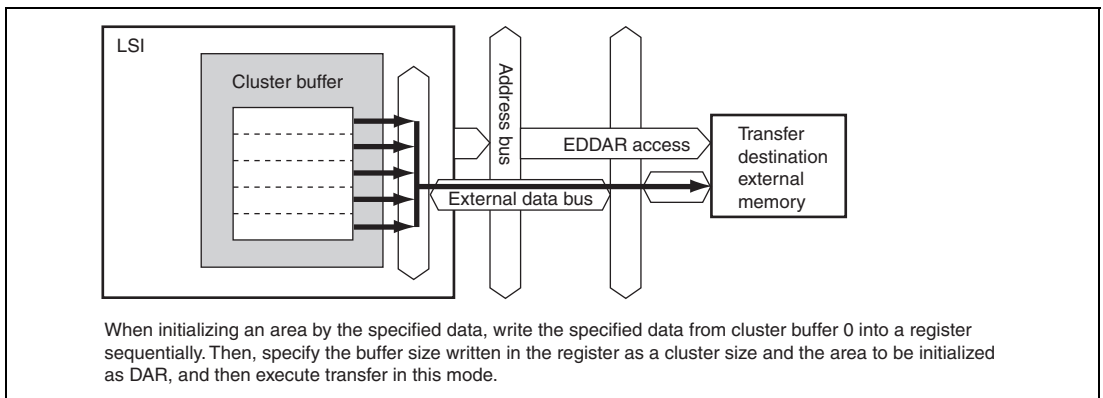 LSI
Cluster buffer
Address bus
EDDAR access
External data bus
Transfer
destination
external
memory
When initializing an area by the specified data, write the specified data from cluster buffer 0 into a register
sequentially. Then, specify the buffer size written in the register as a cluster size and the area to be initialized
as DAR, and then execute transfer in this mode.